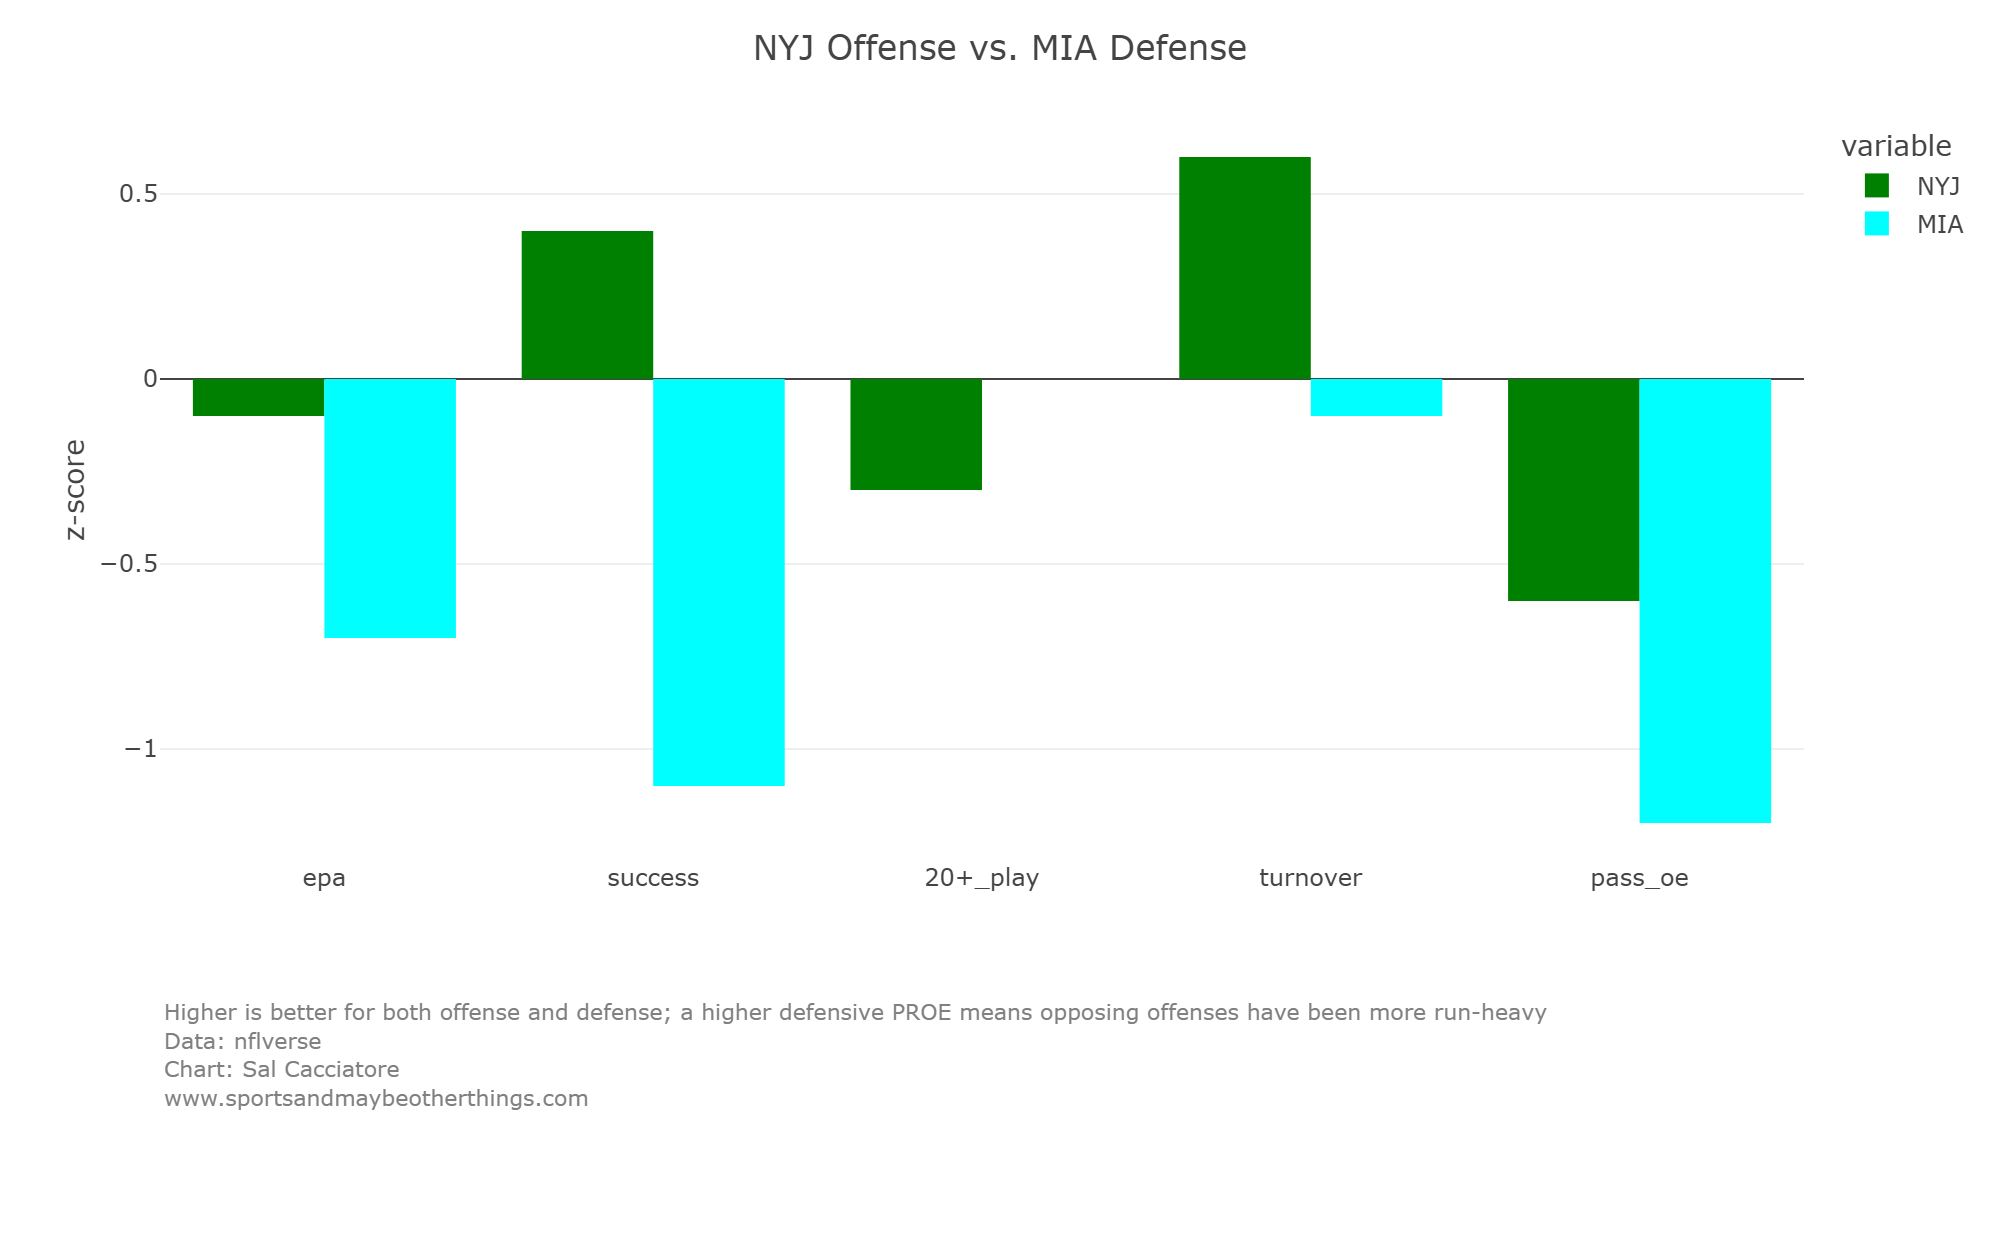 NYJ Offense vs. MIA Defense
variable
NYJ
MIA
0.5
0
−0.5
−1
z-score
epa
success
20+_play
turnover
pass_oe
Higher is better for both offense and defense; a higher defensive PROE means opposing offenses have been more run-heavy
Data: nflverse
Chart: Sal Cacciatore
www.sportsandmaybeotherthings.com